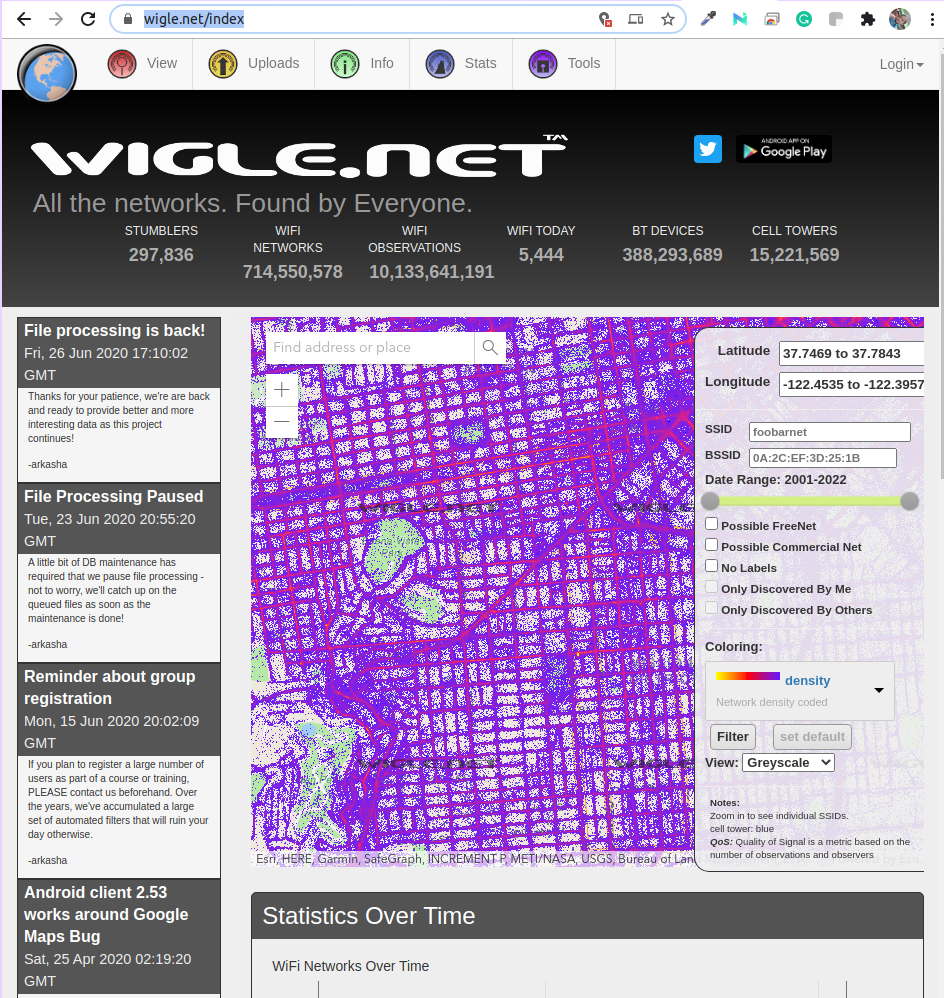 wigle.net/index
View
Uploads
Info
Stats
Tools
Login
WIGLE.NET™
ANDROID APP ON
Google Play
All the networks. Found by Everyone.
STUMBLERS
297,836
WIFI
NETWORKS
714,550,578
WIFI
OBSERVATIONS
10,133,641,191
WIFI TODAY
5,444
BT DEVICES
388,293,689
CELL TOWERS
15,221,569
File processing is back!
Fri, 26 Jun 2020 17:10:02
GMT
Thanks for your patience, we're are back
and ready to provide better and more
interesting data as this project
continues!
-arkasha
File Processing Paused
Tue, 23 Jun 2020 20:55:20
GMT
A little bit of DB maintenance has
required that we pause file processing -
not to worry, we'll catch up on the
queued files as soon as the
maintenance is done!
-arkasha
Reminder about group
registration
Mon, 15 Jun 2020 20:02:09
GMT
If you plan to register a large number of
users as part of a course or training,
PLEASE contact us beforehand. Over
the years, we've accumulated a large
set of automated filters that will ruin your
day otherwise.
-arkasha
Android client 2.53
works around Google
Maps Bug
Sat, 25 Apr 2020 02:19:20
GMT
Find address or place
WIGLE.NET
WIGLE.NET
Esri, HERE, Garmin, SafeGraph, INCREMENT P, METI/NASA, USGS, Bureau of Lan
Latitude
37.7469 to 37.7843
Longitude
-122.4535 to -122.3957
SSID
foobarnet
BSSID
0A:2C:EF:3D:25:1B
Date Range: 2001-2022
Possible FreeNet
Possible Commercial Net
No Labels
Only Discovered By Me
Only Discovered By Others
Coloring:
density
Network density coded
Filter
set default
View: Greyscale
Notes:
Zoom in to see individual SSIDs.
cell tower: blue
QoS: Quality of Signal is a metric based on the
number of observations and observers
Statistics Over Time
WiFi Networks Over Time